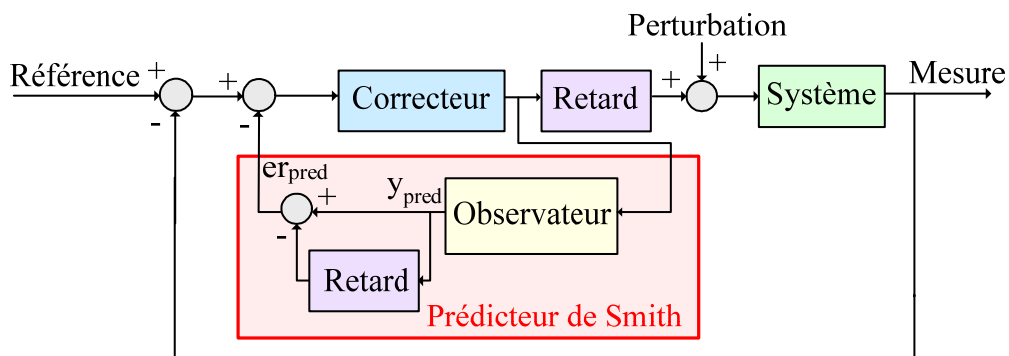 Perturbation
Référence
+
-
+
-
Correcteur
Retard
+
+
Système
Mesure
er_pred
y_pred
+
-
Observateur
Retard
Prédicteur de Smith